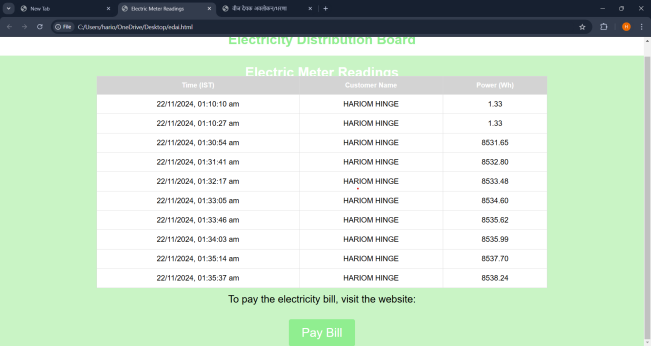 New Tab
Electric Meter Readings
वीज देयक अवलोकन/भरणा
File C:/Users/hario/OneDrive/Desktop/edai.html
H
Electricity Distribution Board
Electric Meter Readings
Time (IST) Customer Name Power (Wh)
22/11/2024, 01:10:10 am HARIOM HINGE 1.33
22/11/2024, 01:10:27 am HARIOM HINGE 1.33
22/11/2024, 01:30:54 am HARIOM HINGE 8531.65
22/11/2024, 01:31:41 am HARIOM HINGE 8532.80
22/11/2024, 01:32:17 am HARIOM HINGE 8533.48
22/11/2024, 01:33:05 am HARIOM HINGE 8534.60
22/11/2024, 01:33:46 am HARIOM HINGE 8535.62
22/11/2024, 01:34:03 am HARIOM HINGE 8535.99
22/11/2024, 01:35:14 am HARIOM HINGE 8537.70
22/11/2024, 01:35:37 am HARIOM HINGE 8538.24
To pay the electricity bill, visit the website:
Pay Bill